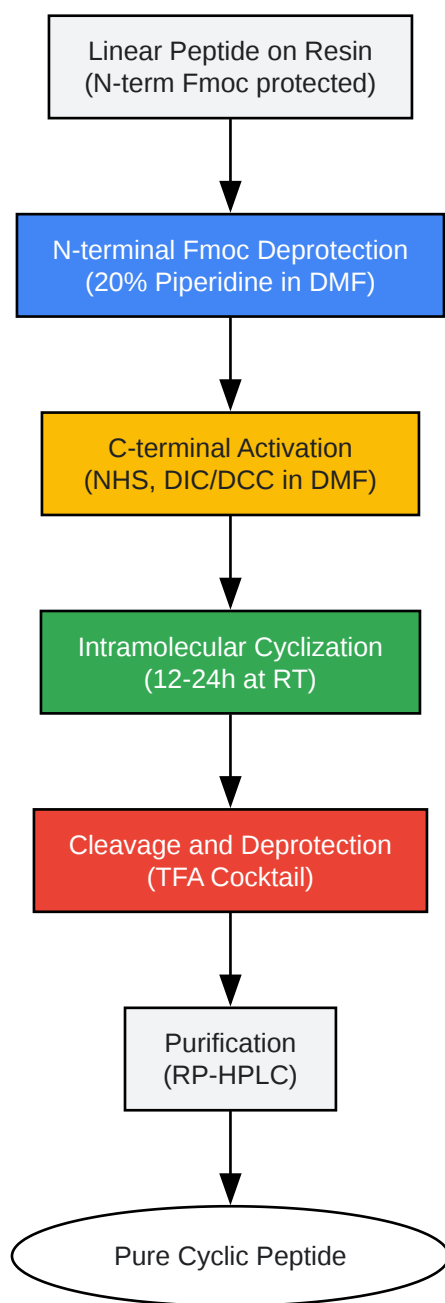 Linear Peptide on Resin
(N-term Fmoc protected)
N-terminal Fmoc Deprotection
(20% Piperidine in DMF)
C-terminal Activation
(NHS, DIC/DCC in DMF)
Intramolecular Cyclization
(12-24h at RT)
Cleavage and Deprotection
(TFA Cocktail)
Purification
(RP-HPLC)
Pure Cyclic Peptide